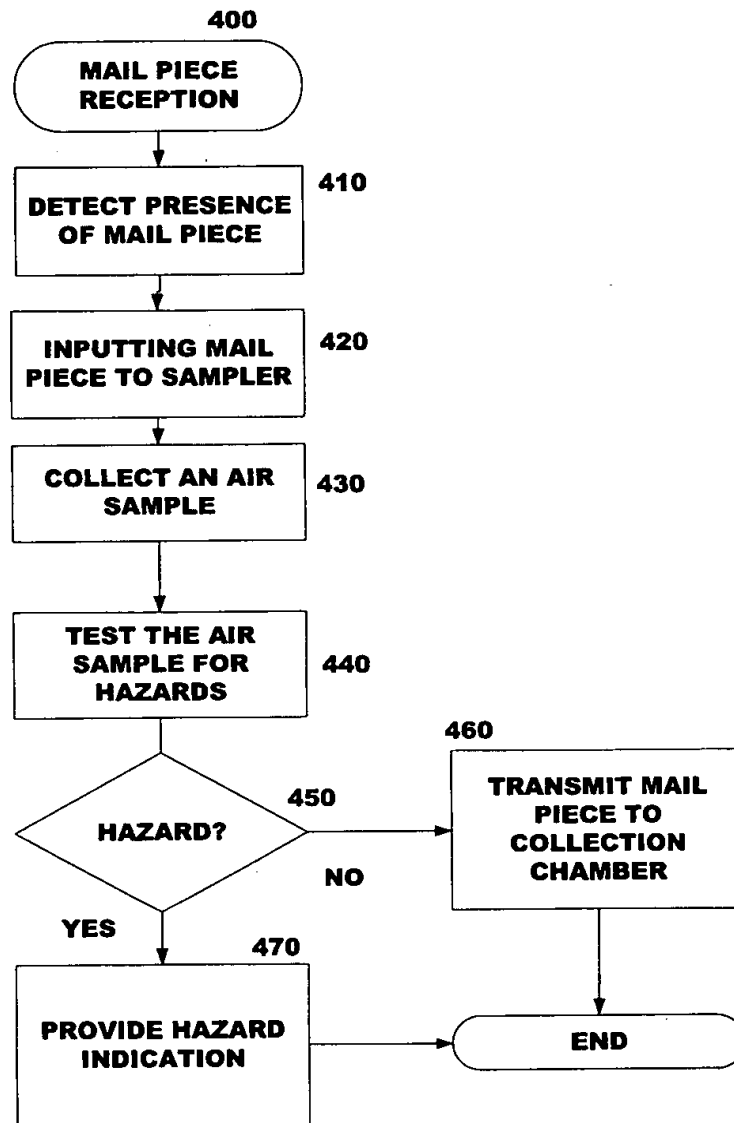 400
MAIL PIECE
RECEPTION
410
DETECT PRESENCE
OF MAIL PIECE
420
INPUTTING MAIL
PIECE TO SAMPLER
430
COLLECT AN AIR
SAMPLE
440
TEST THE AIR
SAMPLE FOR
HAZARDS
450
HAZARD?
NO
YES
460
TRANSMIT MAIL
PIECE TO
COLLECTION
CHAMBER
470
PROVIDE HAZARD
INDICATION
END